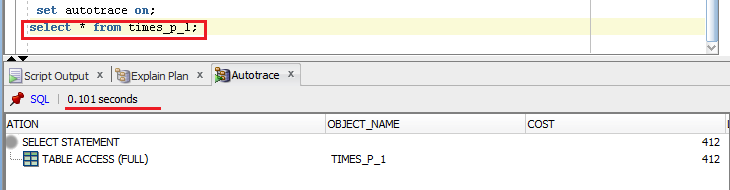 set autotrace on;
select * from times_p_1;
Script Output x Explain Plan x Autotrace x
SQL | 0.101 seconds
ATION OBJECT_NAME COST
SELECT STATEMENT 412
TABLE ACCESS (FULL) TIMES_P_1 412